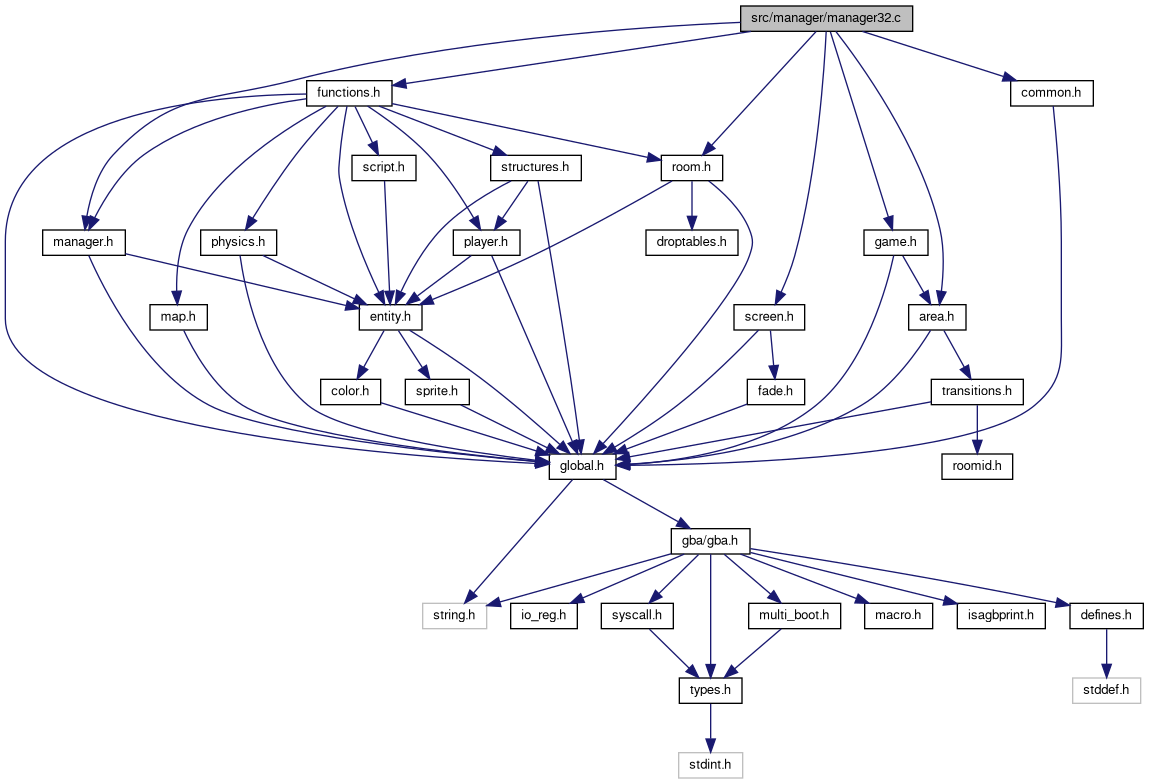 src/manager/manager32.c
functions.h
common.h
script.h
structures.h
room.h
manager.h
physics.h
player.h
droptables.h
game.h
map.h
entity.h
screen.h
area.h
color.h
sprite.h
fade.h
transitions.h
global.h
roomid.h
gba/gba.h
string.h
io_reg.h
syscall.h
multi_boot.h
macro.h
isagbprint.h
defines.h
types.h
stddef.h
stdint.h